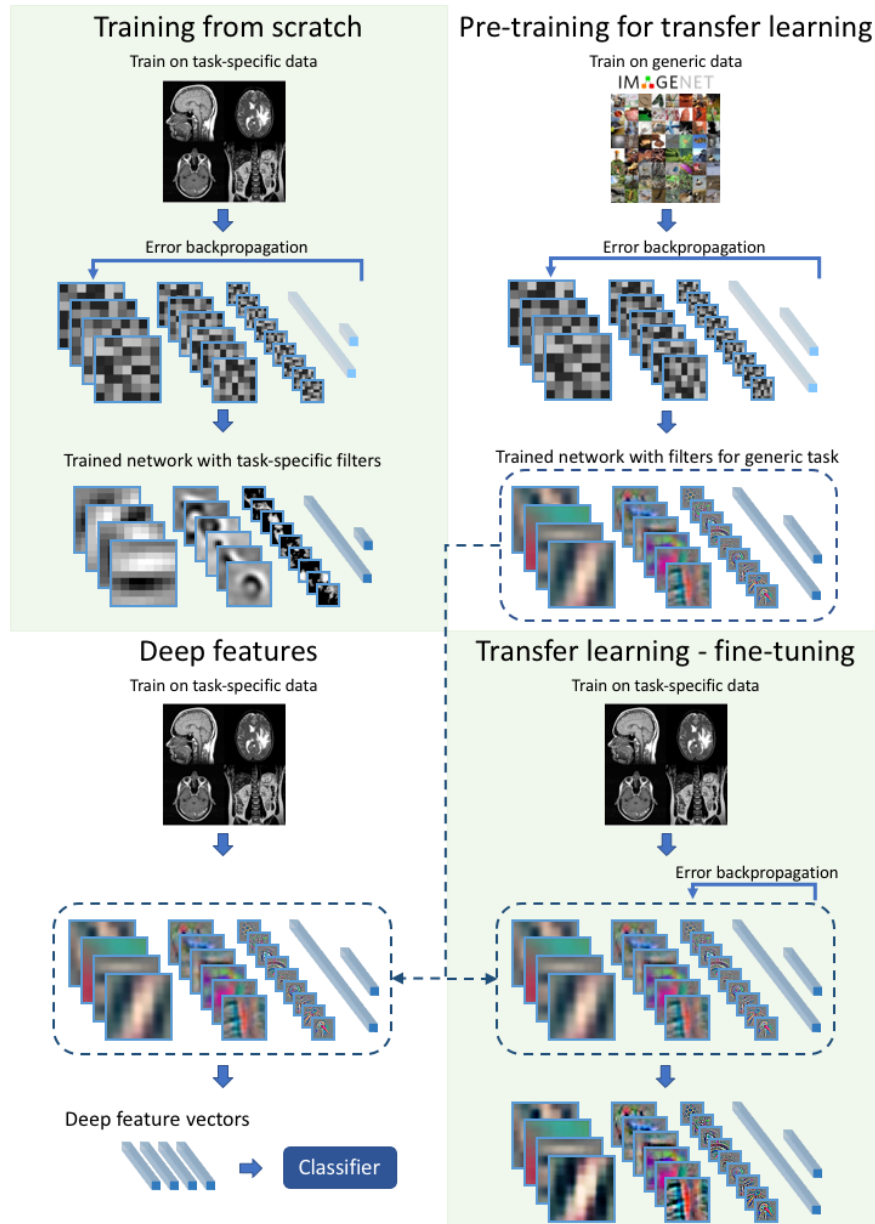 Training from scratch
Train on task-specific data
Error backpropagation
Trained network with task-specific filters
Pre-training for transfer learning
Train on generic data
IMAGENET
Error backpropagation
Trained network with filters for generic task
Deep features
Train on task-specific data
Deep feature vectors
Classifier
Transfer learning - fine-tuning
Train on task-specific data
Error backpropagation